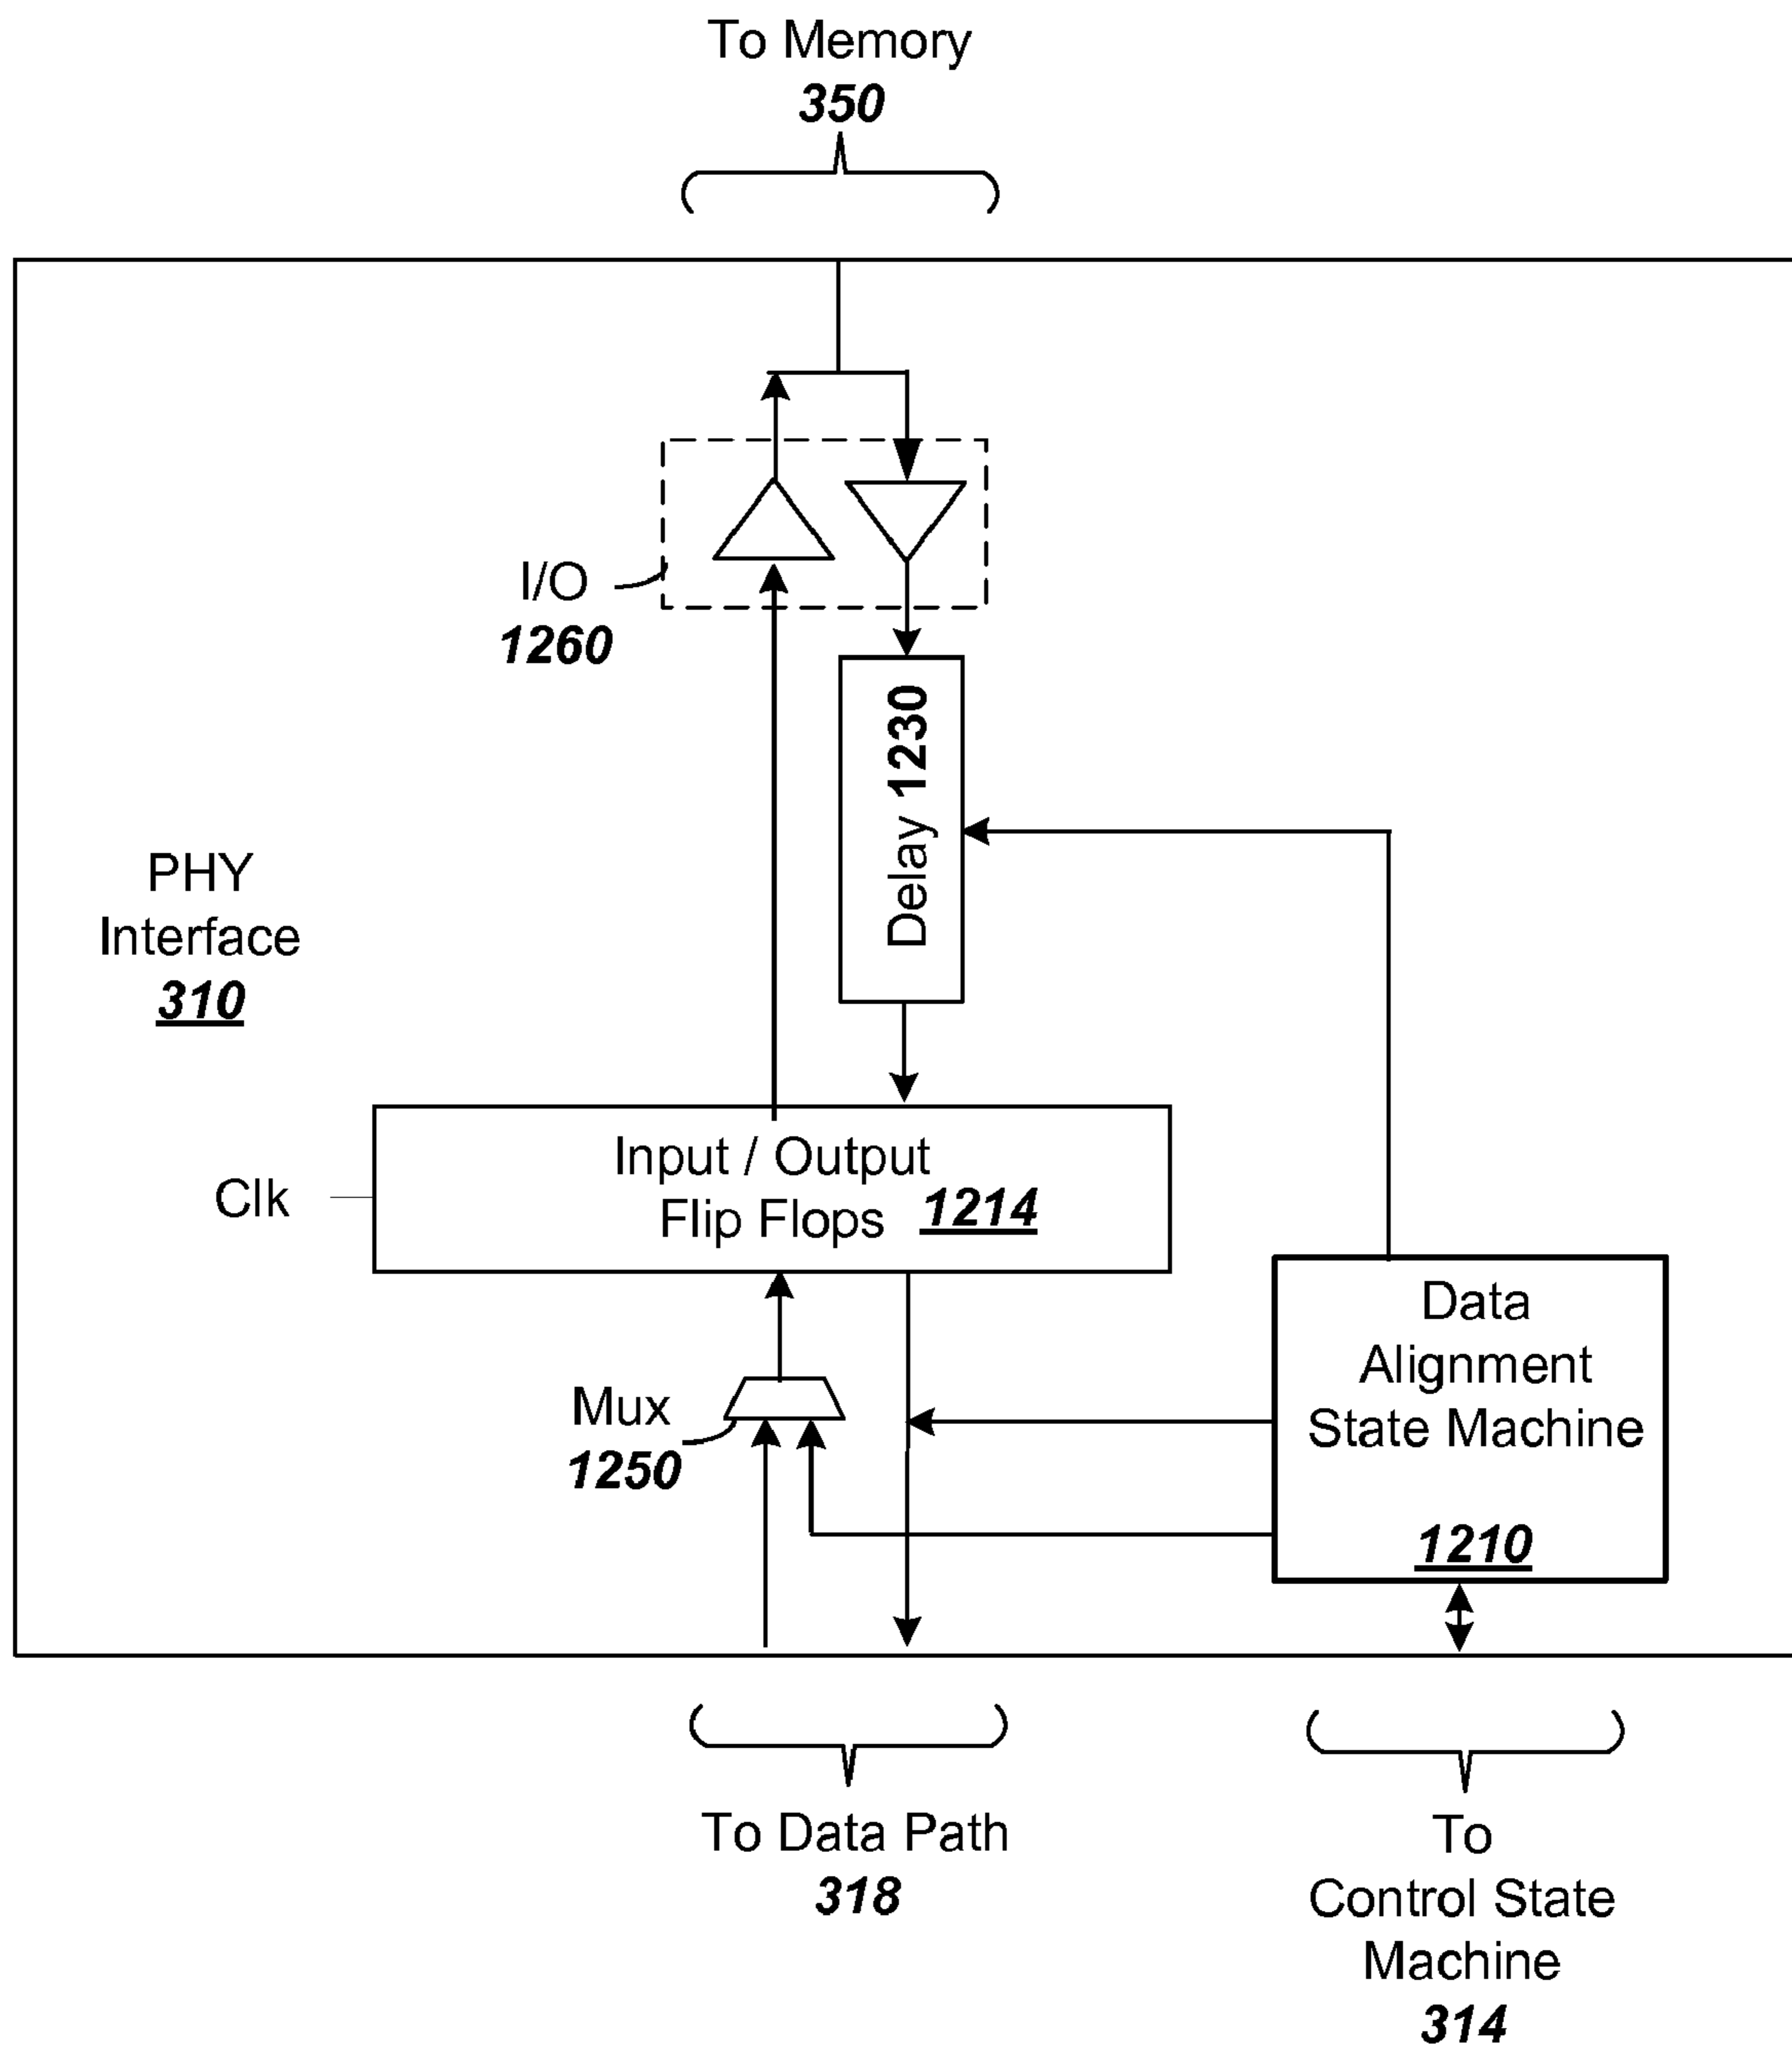 To Memory
350
I/O
1260
Delay 1230
PHY
Interface
310
Input / Output
Flip Flops 1214
Clk
Data
Alignment
State Machine
1210
Mux
1250
To Data Path
318
To
Control State
Machine
314